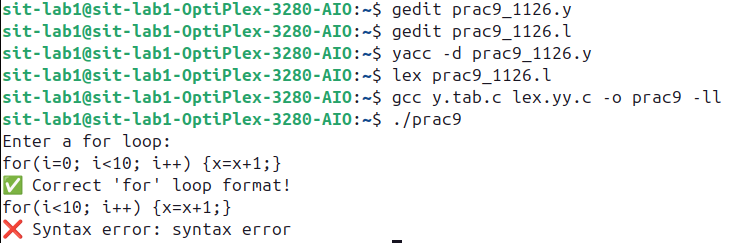 sit-lab1@sit-lab1-OptiPlex-3280-AIO:~$ gedit prac9_1126.y
sit-lab1@sit-lab1-OptiPlex-3280-AIO:~$ gedit prac9_1126.l
sit-lab1@sit-lab1-OptiPlex-3280-AIO:~$ yacc -d prac9_1126.y
sit-lab1@sit-lab1-OptiPlex-3280-AIO:~$ lex prac9_1126.l
sit-lab1@sit-lab1-OptiPlex-3280-AIO:~$ gcc y.tab.c lex.yy.c -o prac9 -ll
sit-lab1@sit-lab1-OptiPlex-3280-AIO:~$ ./prac9
Enter a for loop:
for(i=0; i<10; i++) {x=x+1;}
✅ Correct 'for' loop format!
for(i<10; i++) {x=x+1;}
❌ Syntax error: syntax error